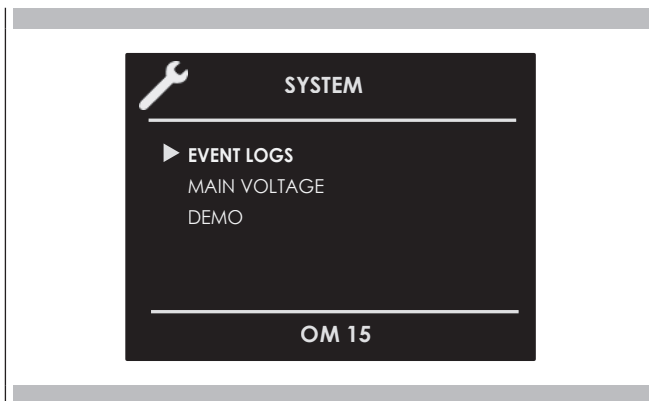 SYSTEM
EVENT LOGS
MAIN VOLTAGE
DEMO
OM 15